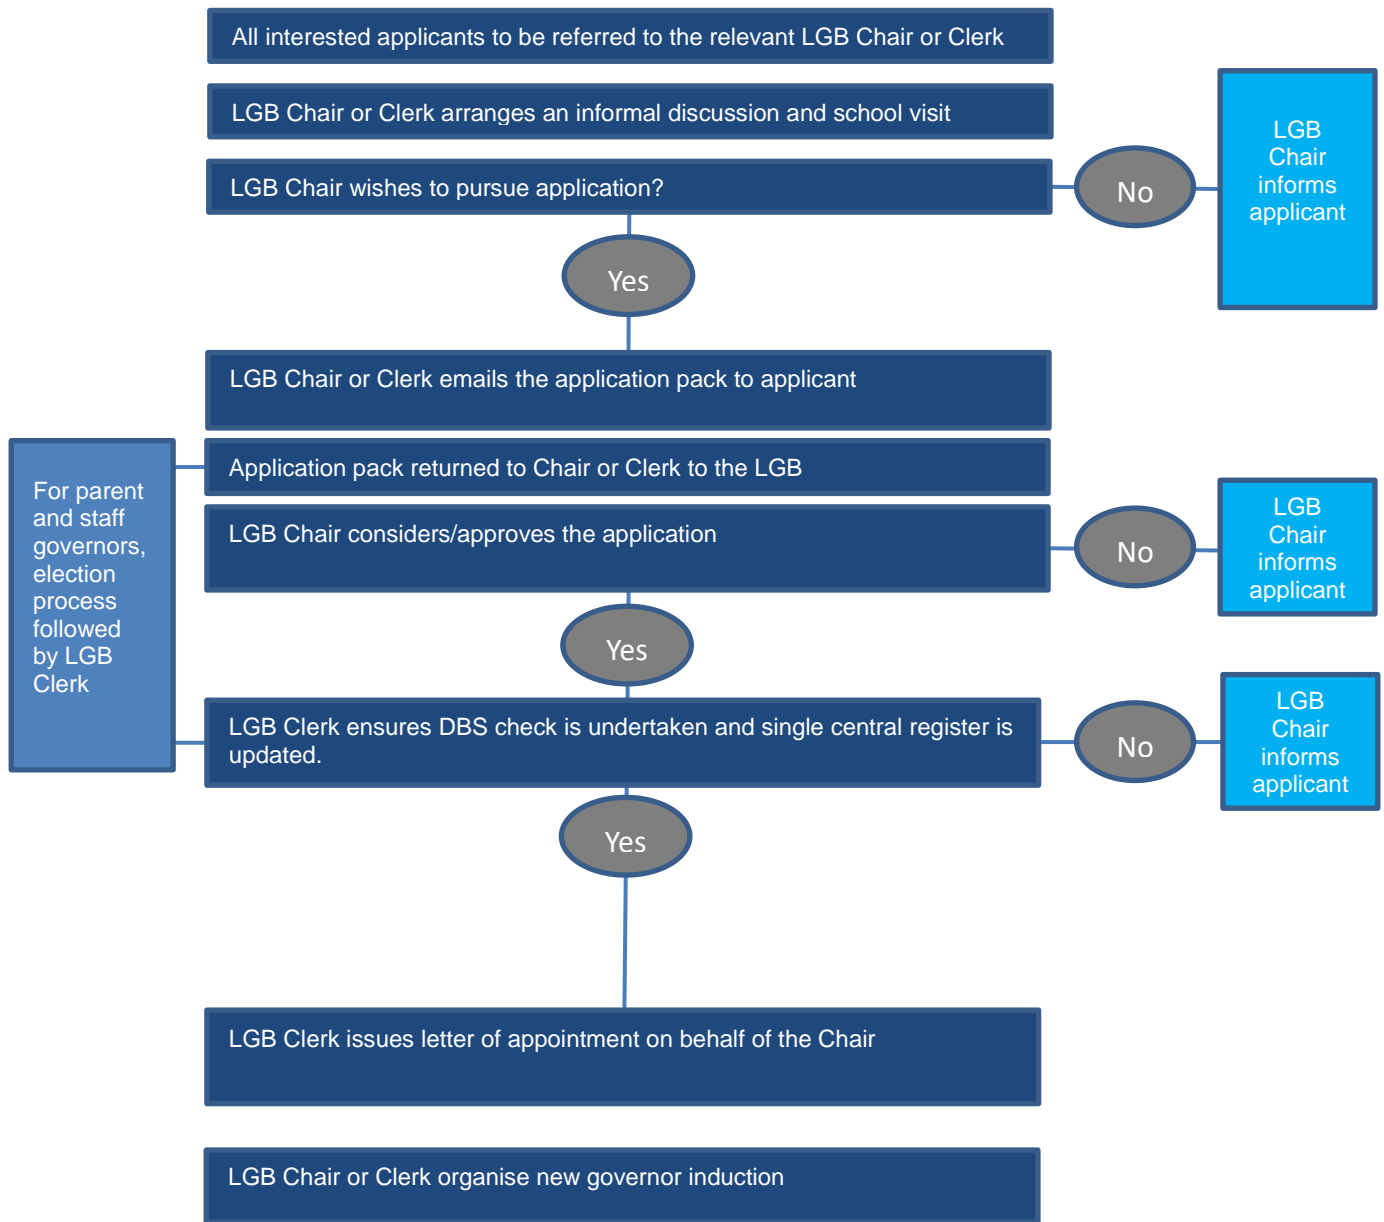 All interested applicants to be referred to the relevant LGB Chair or Clerk
LGB Chair or Clerk arranges an informal discussion and school visit
LGB Chair wishes to pursue application?
No
LGB
Chair
informs
applicant
Yes
LGB Chair or Clerk emails the application pack to applicant
Application pack returned to Chair or Clerk to the LGB
For parent
and staff
governors,
election
process
followed
by LGB
Clerk
LGB Chair considers/approves the application
No
LGB
Chair
informs
applicant
Yes
LGB Clerk ensures DBS check is undertaken and single central register is
updated.
No
LGB
Chair
informs
applicant
Yes
LGB Clerk issues letter of appointment on behalf of the Chair
LGB Chair or Clerk organise new governor induction